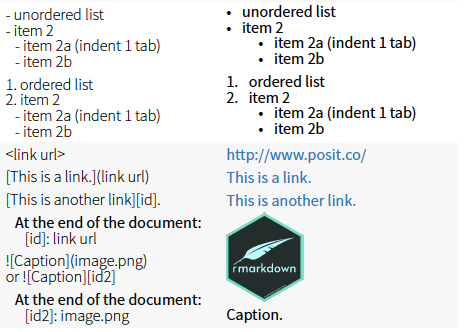 - unordered list
- item 2
- item 2a (indent 1 tab)
- item 2b
1. ordered list
2. item 2
- item 2a (indent 1 tab)
- item 2b
<link url>
[This is a link.](link url)
[This is another link][id].
At the end of the document:
[id]: link url
![Caption](image.png)
or ![Caption][id2]
At the end of the document:
[id2]: image.png
• unordered list
• item 2
• item 2a (indent 1 tab)
• item 2b
1. ordered list
2. item 2
• item 2a (indent 1 tab)
• item 2b
http://www.posit.co/
This is a link.
This is another link.
rmarkdown
Caption.